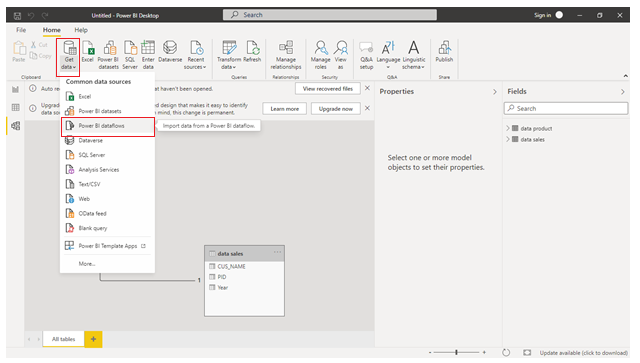 Untitled - Power BI Desktop
Search
Sign in
File
Home
Help
Paste
Cut
Copy
Get data
Excel
Power BI datasets
SQL Server
Enter data
Dataverse
Recent sources
Transform data
Refresh
Manage relationships
Manage roles
View as
Q&A setup
Language
Linguistic schema
Publish
Clipboard
Queries
Relationships
Security
Q&A
Share
Common data sources
Excel
Power BI datasets
Power BI dataflows
Dataverse
SQL Server
Analysis Services
Text/CSV
Web
OData feed
Blank query
Power BI Template Apps
More...
Import data from a Power BI Dataflow.
Auto reco
hat haven't been opened.
View recovered files
Upgrad
d design that makes it easy to identify
data sou
mind, this change is permanent.
Learn more
Upgrade now
data sales
CUS_NAME
PID
Year
1
Properties
Select one or more model
objects to set their properties.
Fields
Search
data product
data sales
All tables
Update available (click to download)